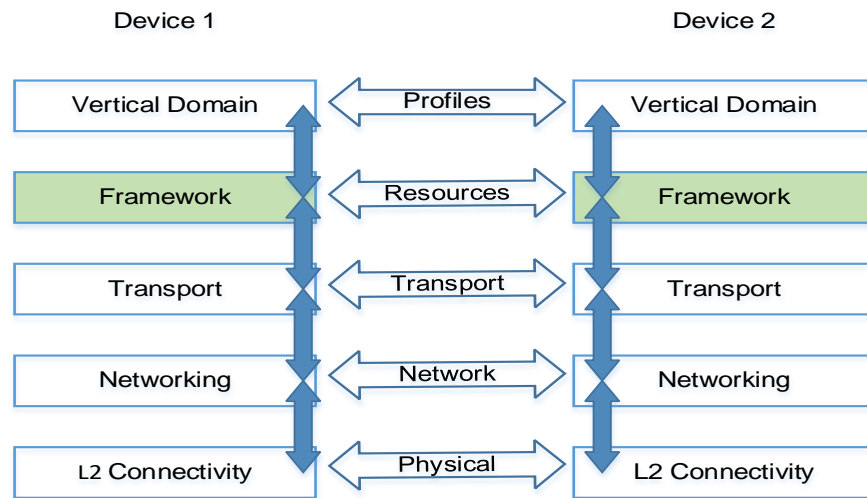 Device 1
Device 2
Vertical Domain
Profiles
Vertical Domain
Framework
Resources
Framework
Transport
Transport
Transport
Networking
Network
Networking
L2 Connectivity
Physical
L2 Connectivity